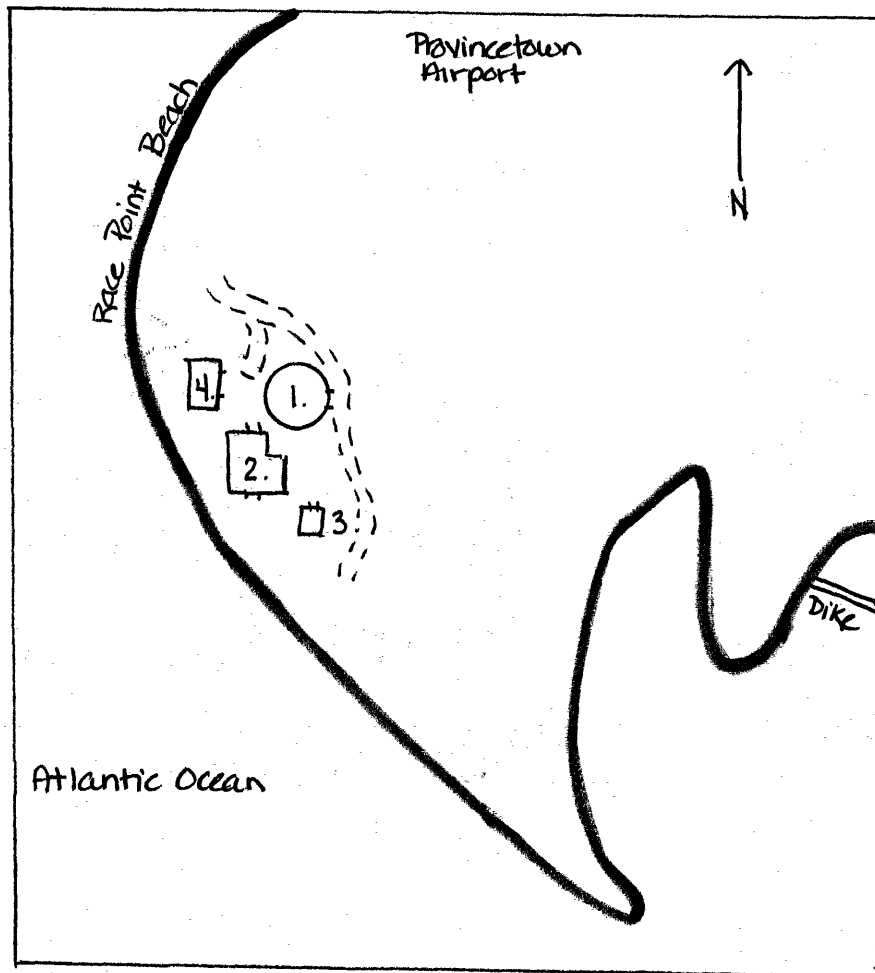 Provincetown
Airport
N
Race Point Beach
4.
1.
2.
3.
Dike
Atlantic Ocean